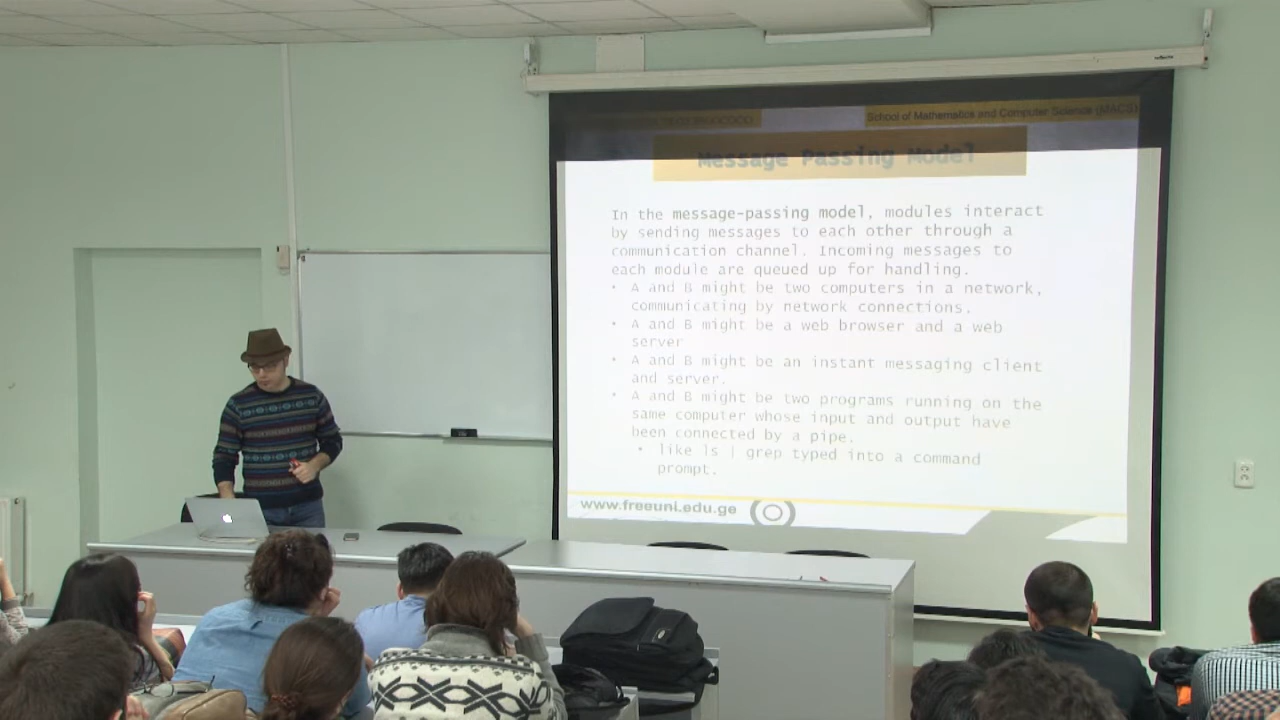 School of Mathematics and Computer Science (MACS)
Message Passing Model
In the message-passing model, modules interact
by sending messages to each other through a
communication channel. Incoming messages to
each module are queued up for handling.
• A and B might be two computers in a network,
communicating by network connections.
• A and B might be a web browser and a web
server
• A and B might be an instant messaging client
and server.
• A and B might be two programs running on the
same computer whose input and output have
been connected by a pipe.
• like ls | grep typed into a command
prompt.
www.freeuni.edu.ge